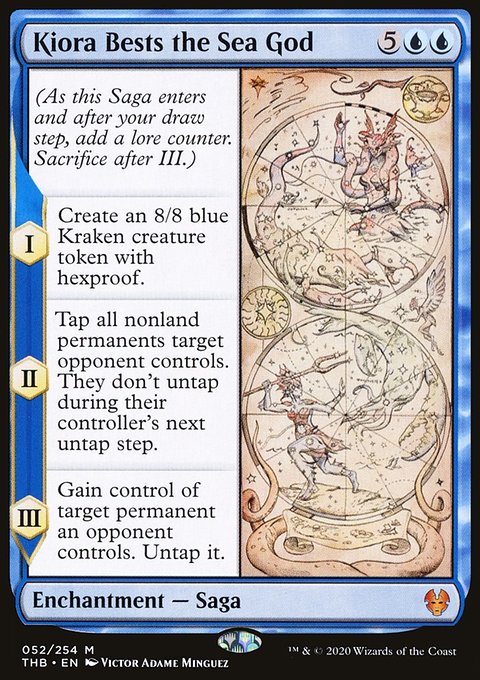 Kiora Bests the Sea God 5
(As this Saga enters
and after your draw
step, add a lore counter.
Sacrifice after III.)
I
Create an 8/8 blue
Kraken creature
token with
hexproof.
II
Tap all nonland
permanents target
opponent controls.
They don't untap
during their
controller's next
untap step.
III
Gain control of
target permanent
an opponent
controls. Untap it.
Enchantment — Saga
052/254 M
THB • EN Victor Adame Minguez
™ & © 2020 Wizards of the Coast